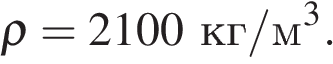 ρ = 2100 кг/м³.